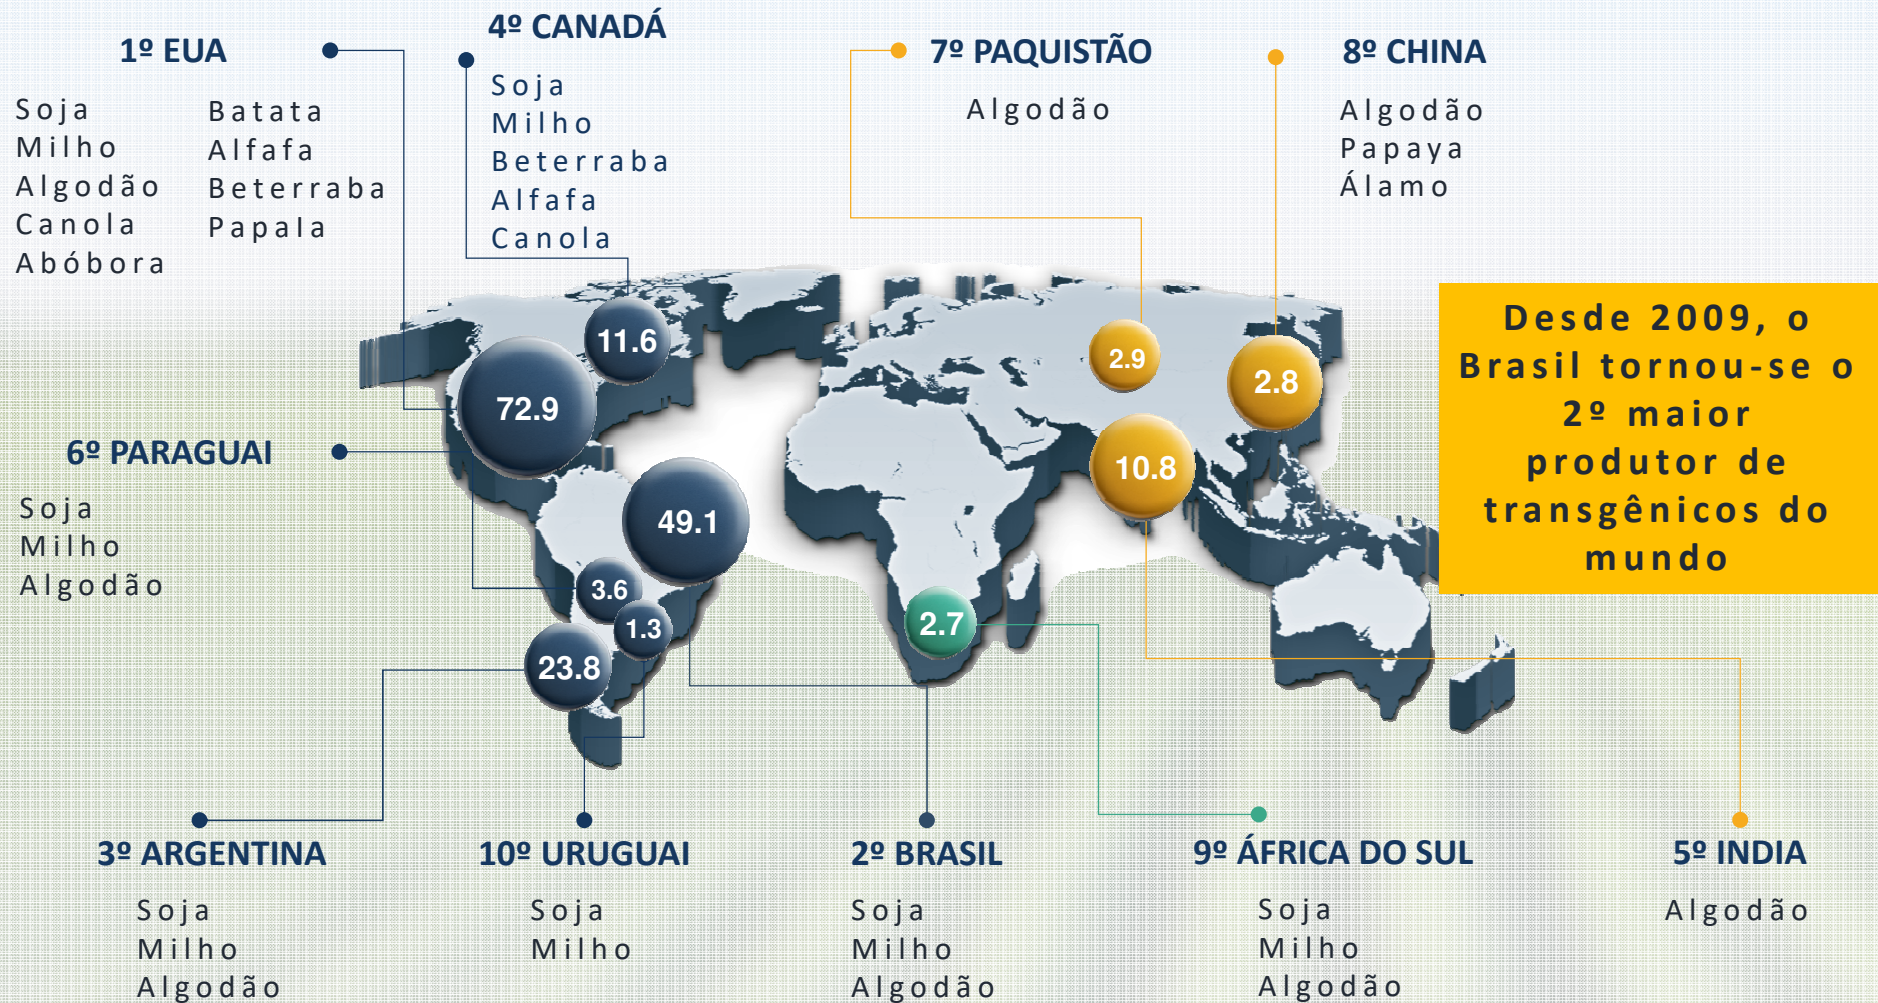 1º EUA
Soja
Milho
Algodão
Canola
Abóbora
Batata
Alfafa
Beterraba
PapaIa
4º CANADÁ
Soja
Milho
Beterraba
Alfafa
Canola
7º PAQUISTÃO
Algodão
8º CHINA
Algodão
Papaya
Álamo
11.6
72.9
2.9
2.8
10.8
49.1
3.6
1.3
23.8
2.7
Desde 2009, o
Brasil tornou-se o
2º maior
produtor de
transgênicos do
mundo
6º PARAGUAI
Soja
Milho
Algodão
3º ARGENTINA
Soja
Milho
Algodão
10º URUGUAI
Soja
Milho
2º BRASIL
Soja
Milho
Algodão
9º ÁFRICA DO SUL
Soja
Milho
Algodão
5º INDIA
Algodão